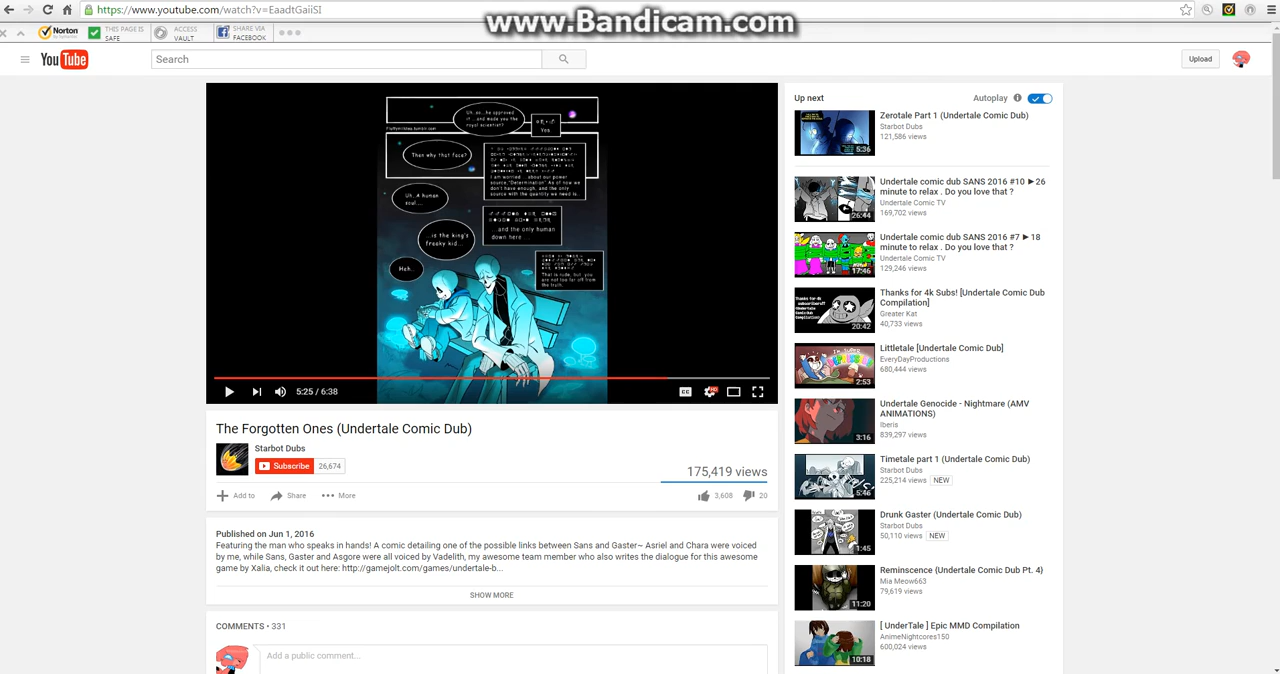 https://www.youtube.com/watch?v=EaadtGaiiSI
www.Bandicam.com
Norton
THIS PAGE IS
SAFE
ACCESS
VAULT
SHARE VIA
FACEBOOK
YouTube
Search
Upload
Uh, so...he approved
it ...and made you the
royal scientist?
Yes
Then why that face?
I am worried ...about our power
source,"Determination" As of now we
don't have enough, and the only
source with the quantity we need is.
Uh..A human
soul....
...and the only human
down here ...
...is the king's
freaky kid...
Heh..
That is rude, but, you
are not too far off from
the truth.
5:25 / 6:38
CC
HD
The Forgotten Ones (Undertale Comic Dub)
Starbot Dubs
Subscribe
26,674
175,419 views
Add to
Share
More
3,608
20
Published on Jun 1, 2016
Featuring the man who speaks in hands! A comic detailing one of the possible links between Sans and Gaster~ Asriel and Chara were voiced
by me, while Sans, Gaster and Asgore were all voiced by Vadelith, my awesome team member who also writes the dialogue for this awesome
game by Xalia, check it out here: http://gamejolt.com/games/undertale-b...
SHOW MORE
COMMENTS • 331
Add a public comment...
Up next
Autoplay
Zerotale Part 1 (Undertale Comic Dub)
Starbot Dubs
121,586 views
5:36
Undertale comic dub SANS 2016 #10 ►26
minute to relax . Do you love that ?
Undertale Comic TV
169,702 views
26:44
Undertale comic dub SANS 2016 #7 ►18
minute to relax . Do you love that ?
Undertale Comic TV
129,246 views
17:46
Thanks for 4k Subs! [Undertale Comic Dub
Compilation]
Greater Kat
40,733 views
20:42
Littletale [Undertale Comic Dub]
EveryDayProductions
680,444 views
2:53
Undertale Genocide - Nightmare (AMV
ANIMATIONS)
Iberis
839,297 views
3:16
Timetale part 1 (Undertale Comic Dub)
Starbot Dubs
225,214 views
NEW
5:46
Drunk Gaster (Undertale Comic Dub)
Starbot Dubs
50,110 views
NEW
1:45
Reminscence (Undertale Comic Dub Pt. 4)
Mia Meow663
79,619 views
11:20
[ UnderTale ] Epic MMD Compilation
AnimeNightcores150
600,024 views
10:18